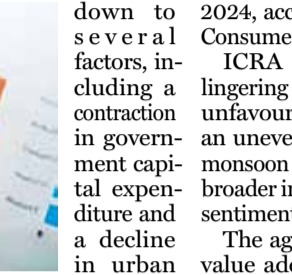 down to
several
factors, in-
cluding a
contraction
in govern-
ment capi-
tal expen-
diture and
a decline
in urban
2024, acc
Consume
ICRA
lingering
unfavour
an uneve
monsoon
broader in
sentimen
The ag
value add